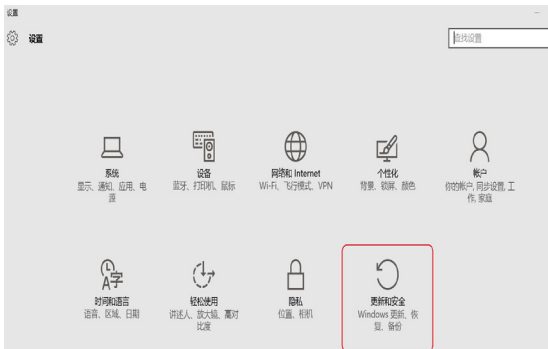 设置
设置
查找设置
系统
显示、通知、应用、电
源
设备
蓝牙、打印机、鼠标
网络和 Internet
Wi-Fi、飞行模式、VPN
个性化
背景、锁屏、颜色
帐户
你的帐户, 同步设置, 工
作, 家庭
时间和语言
语音、区域、日期
轻松使用
讲述人、放大镜、高对
比度
隐私
位置、相机
更新和安全
Windows 更新、恢
复、备份